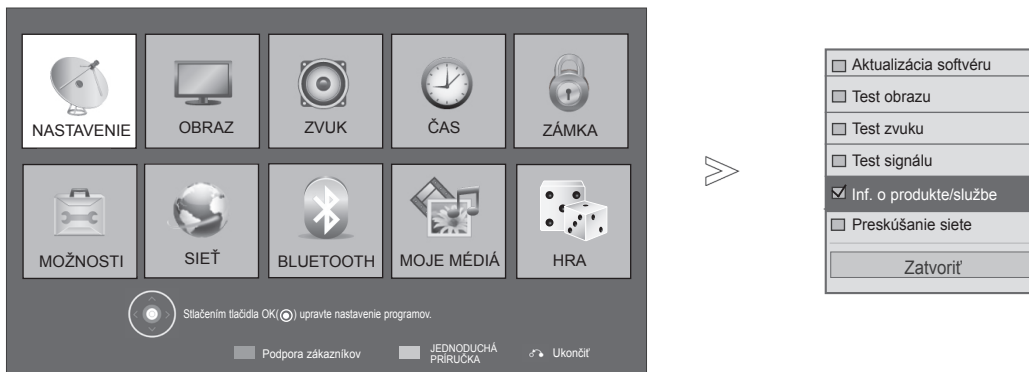 NASTAVENIE
OBRAZ
ZVUK
ČAS
ZÁMKA
MOŽNOSTI
SIEŤ
BLUETOOTH
MOJE MÉDIÁ
HRA
Stlačením tlačidla OK(◉) upravte nastavenie programov.
Podpora zákazníkov
JEDNODUCHÁ
PRÍRUČKA
Ukončiť
Aktualizácia softvéru
Test obrazu
Test zvuku
Test signálu
Inf. o produkte/službe
Preskúšanie siete
Zatvoriť